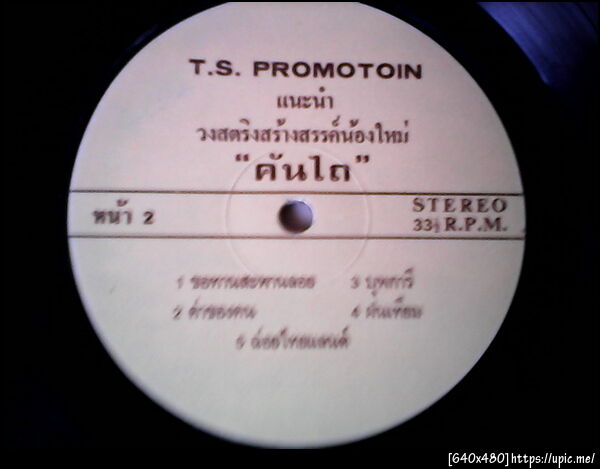 T.S. PROMOTOIN
แนะนำ
วงสตริงสร้างสรรค์น้องใหม่
"คันไถ"
หน้า 2
STEREO
33⅓ R.P.M.
1 ขอทานสะพานลอย 3 บุพการี
2 ค่าของคน 4 ฝนเทียม
5 อ่อยไทยแลนด์
[640x480]https://upic.me/